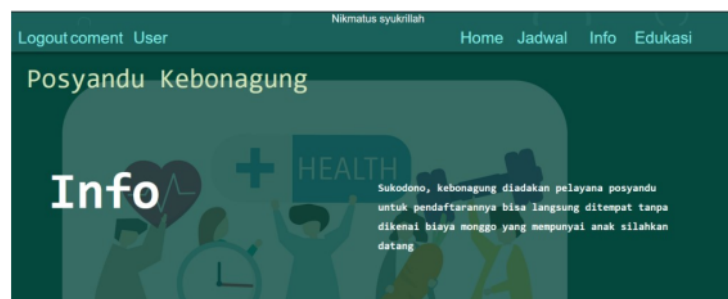 Nikmatus syukrillah
Logout coment User Home Jadwal Info Edukasi
Posyandu Kebonagung
HEALTH
Info
Sukodono, kebonagung diadakan pelayana posyandu
untuk pendaftarannya bisa langsung ditempat tanpa
dikenai biaya monggo yang mempunyai anak silahkan
datang